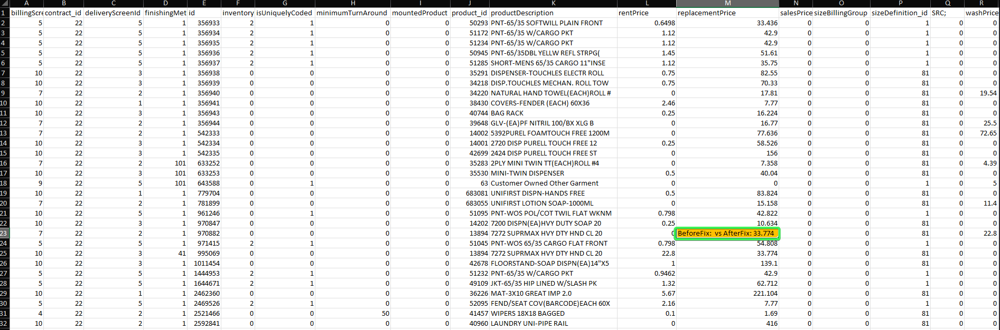 A B C D E F G H I J K L M N O P Q R
1 billingScre contract_id deliveryScreenId finishingMet id inventory isUniquelyCoded minimumTurnAround mountedProduct product_id productDescription rentPrice replacementPrice salesPrice sizeBillingGroup sizeDefinition_id SRC; washPrice
2 5 22 5 1 356933 2 1 0 0 50293 PNT-65/35 SOFTWILL PLAIN FRONT 0.6498 33.436 0 0 1 0 0
3 5 22 5 1 356934 2 1 0 0 51172 PNT-65/35 W/CARGO PKT 1.12 42.9 0 0 1 0 0
4 5 22 5 1 356935 2 1 0 0 51234 PNT-65/35 W/CARGO PKT 1.12 42.9 0 0 1 0 0
5 5 22 5 1 356936 2 1 0 0 50945 PNT-65/35DBL YELLW REFL STRPG( 1.45 51.61 0 0 1 0 0
6 5 22 5 1 356937 2 1 0 0 51285 SHORT-MENS 65/35 CARGO 11"INSE 1.12 35.75 0 0 1 0 0
7 10 22 3 1 356938 0 0 0 0 35291 DISPENSER-TOUCHLES ELECTR ROLL 0.75 82.55 0 0 81 0 0
8 10 22 3 1 356939 0 0 0 0 34218 DISP.TOUCHLES MECHAN. ROLL TOW 0.75 70.33 0 0 81 0 0
9 7 22 2 1 356940 0 0 0 0 34220 NATURAL HAND TOWEL(EACH)ROLL # 0 17.81 0 0 81 0 19.54
10 10 22 1 1 356941 0 0 0 0 38430 COVERS-FENDER (EACH) 60X36 2.46 7.77 0 0 81 0 0
11 10 22 3 1 356943 0 0 0 0 40744 BAG RACK 0.25 16.224 0 0 81 0 0
12 7 22 2 1 356944 0 0 0 0 39648 GLV-(EA)PF NITRIL 100/BX XLG B 0 16.77 0 0 81 0 25.5
13 7 22 2 1 542333 0 0 0 0 14002 5392PUREL FOAMTOUCH FREE 1200M 0 77.636 0 0 81 0 72.65
14 10 22 3 1 542334 0 0 0 0 14001 2720 DISP PURELL TOUCH FREE 12 0.25 58.526 0 0 81 0 0
15 10 22 3 1 542335 0 0 0 0 42699 2424 DISP PURELL TOUCH FREE ST 0 156 0 0 81 0 0
16 7 22 2 101 633252 0 0 0 0 35283 2PLY MINI TWIN TT(EACH)ROLL #4 0 7.358 0 0 81 0 4.39
17 10 22 3 101 633253 0 0 0 0 35530 MINI-TWIN DISPENSER 0.5 40.04 0 0 81 0 0
18 9 22 5 101 643588 0 1 0 0 63 Customer Owned Other Garment 0 0 0 0 1 0 5
19 10 22 1 1 779704 0 0 0 0 683081 UNIFIRST DISPN-HANDS FREE 0.5 83.824 0 0 81 0 0
20 7 22 2 1 781899 0 0 0 0 683055 UNIFIRST LOTION SOAP-1000ML 0 15.158 0 0 81 0 11.4
21 10 22 5 1 961246 0 1 0 0 51095 PNT-WOS POL/COT TWIL FLAT WKNM 0.798 42.822 0 0 1 0 0
22 10 22 3 1 970847 0 0 0 0 14202 7200 DISPN(EA)HVY DUTY SOAP 20 0.25 10.634 0 0 81 0 0
23 7 22 2 1 970882 0 0 0 0 13894 7272 SUPRMAX HVY DTY HND CL 20 0 BeforeFix: vs AfterFix: 33.774 0 0 81 0 22.8
24 5 22 5 1 971415 2 1 0 0 51045 PNT-WOS 65/35 CARGO FLAT FRONT 0.798 54.808 0 0 1 0 0
25 10 22 3 41 995069 0 0 0 0 13894 7272 SUPRMAX HVY DTY HND CL 20 22.8 33.774 0 0 81 0 0
26 10 22 3 1 1011454 0 0 0 0 42678 FLOORSTAND-SOAP DISPN(EA)14"X5 1 139.1 0 0 81 0 0
27 5 22 5 1 1444953 2 1 0 0 51232 PNT-65/35 W/CARGO PKT 0.9462 42.9 0 0 1 0 0
28 5 22 5 1 1644671 2 1 0 0 49109 JKT-65/35 HIP LINED W/SLASH PK 1.32 62.712 0 0 1 0 0
29 10 22 1 1 2462360 0 0 0 0 36226 MAT-3X10 GREAT IMP 2.0 5.67 221.104 0 0 81 0 0
30 5 22 5 1 2469526 2 1 0 0 52095 FEND/SEAT COV(BARCODE)EACH 60X 2.16 7.77 0 0 1 0 0
31 4 22 2 1 2521466 0 0 50 0 41457 WIPERS 18X18 BAGGED 0.1 1.69 0 0 81 0 0
32 10 22 2 1 2592841 0 0 0 0 40960 LAUNDRY UNI-PIPE RAIL 0 416 0 0 81 0 0